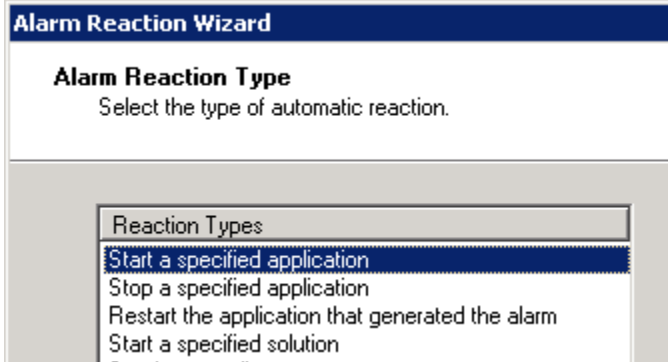 Alarm Reaction Wizard
Alarm Reaction Type
Select the type of automatic reaction.
Reaction Types
Start a specified application
Stop a specified application
Restart the application that generated the alarm
Start a specified solution